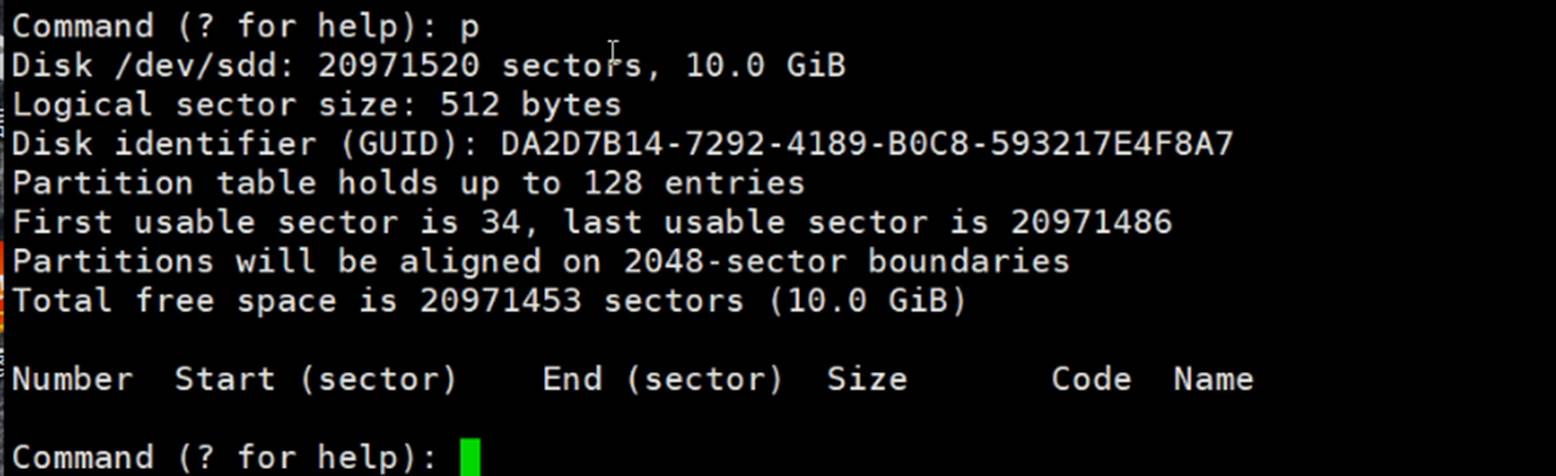 Command (? for help): p
Disk /dev/sdd: 20971520 sectors, 10.0 GiB
Logical sector size: 512 bytes
Disk identifier (GUID): DA2D7B14-7292-4189-B0C8-593217E4F8A7
Partition table holds up to 128 entries
First usable sector is 34, last usable sector is 20971486
Partitions will be aligned on 2048-sector boundaries
Total free space is 20971453 sectors (10.0 GiB)
Number  Start (sector)    End (sector)  Size       Code  Name
Command (? for help):